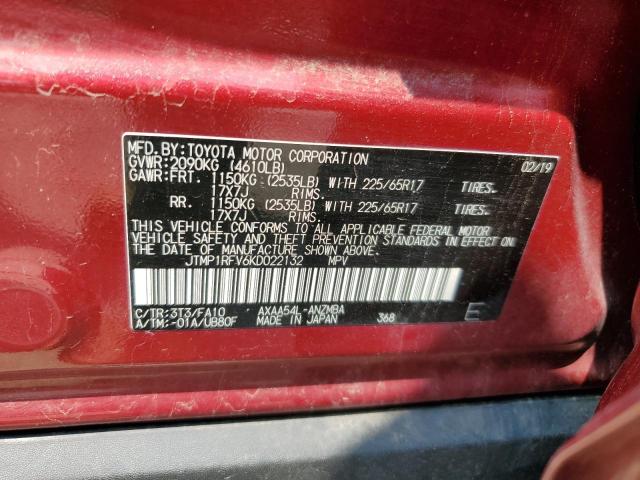 MFD. BY: TOYOTA MOTOR CORPORATION 02/19
GVWR: 2090KG (4610LB)
GAWR: FRT. 1150KG (2535LB) WITH 225/65R17 TIRES.
17X7J RIMS.
RR. 1150KG (2535LB) WITH 225/65R17 TIRES.
17X7J RIMS.
THIS VEHICLE CONFORMS TO ALL APPLICABLE FEDERAL MOTOR
VEHICLE SAFETY AND THEFT PREVENTION STANDARDS IN EFFECT ON
THE DATE OF MANUFACTURE SHOWN ABOVE.
JTMP1RFV6KD022132 MPV
C/TR: 3T3/FA10 AXAA54L-ANZMBA
A/TM: -01A/UB80F MADE IN JAPAN 368 E